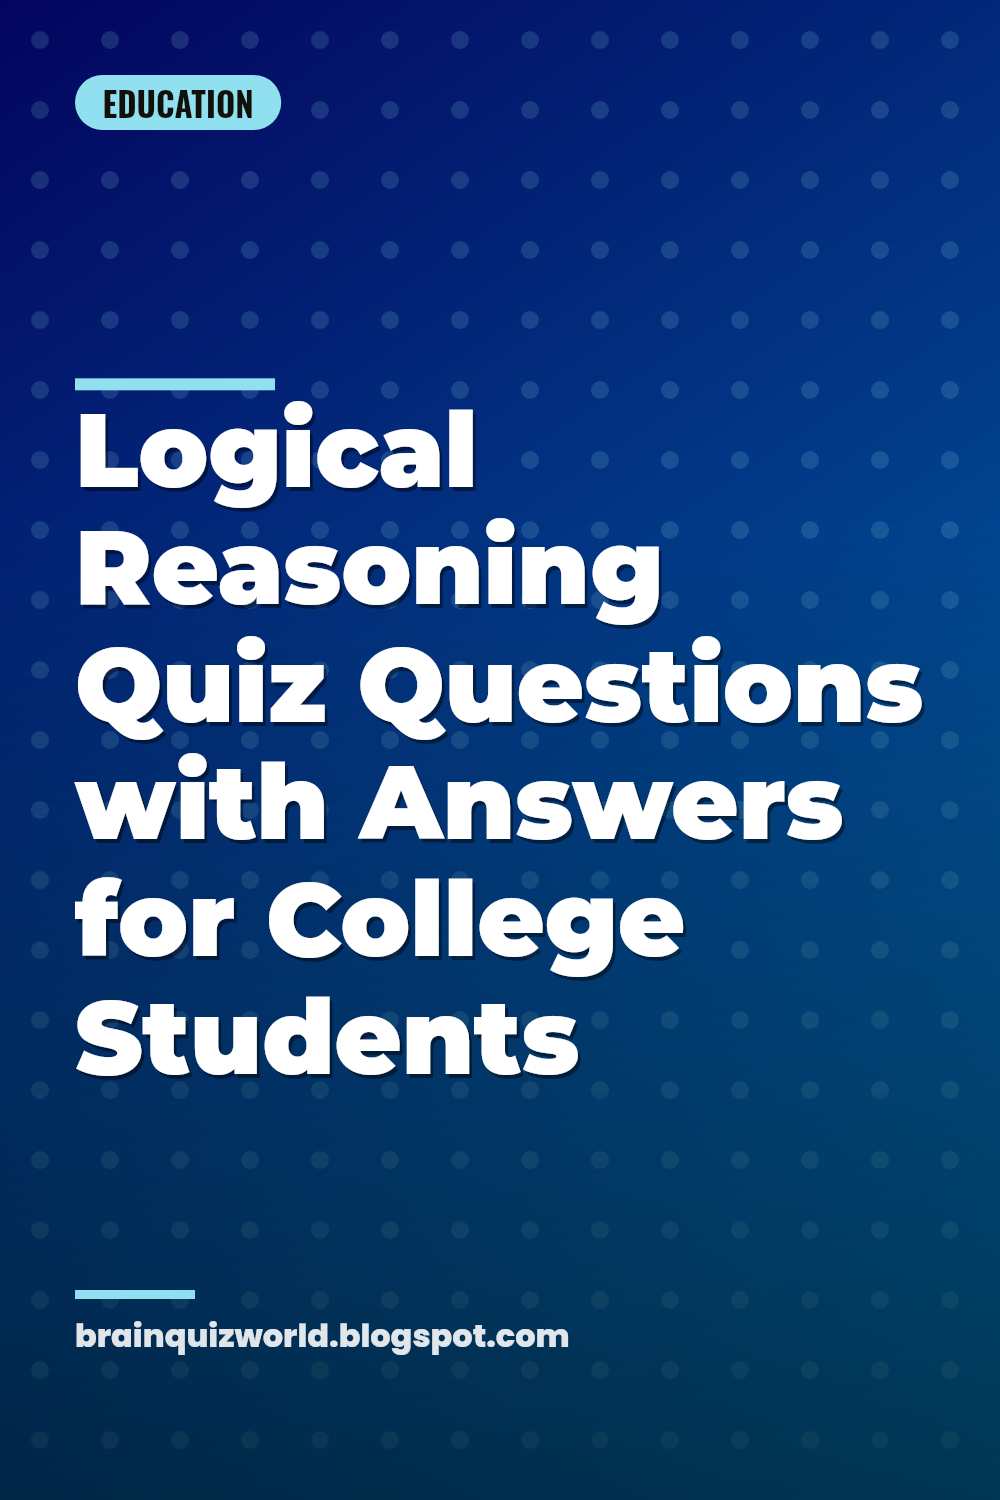 EDUCATION
Logical
Reasoning
Quiz Questions
with Answers
for College
Students
brainquizworld.blogspot.com